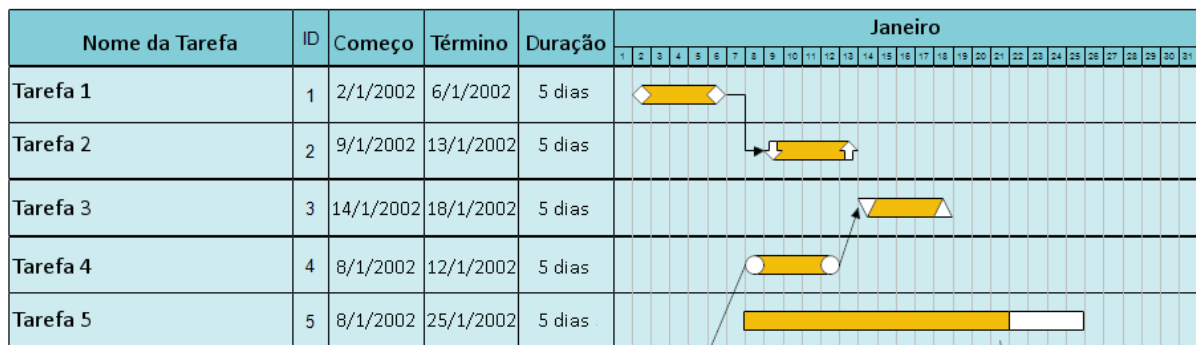 Janeiro
Nome da Tarefa ID Começo Término Duração
1 2 3 4 5 6 7 8 9 10 11 12 13 14 15 16 17 18 19 20 21 22 23 24 25 26 27 28 29 30 31
Tarefa 1 1 2/1/2002 6/1/2002 5 dias
Tarefa 2 2 9/1/2002 13/1/2002 5 dias
Tarefa 3 3 14/1/2002 18/1/2002 5 dias
Tarefa 4 4 8/1/2002 12/1/2002 5 dias
Tarefa 5 5 8/1/2002 25/1/2002 5 dias